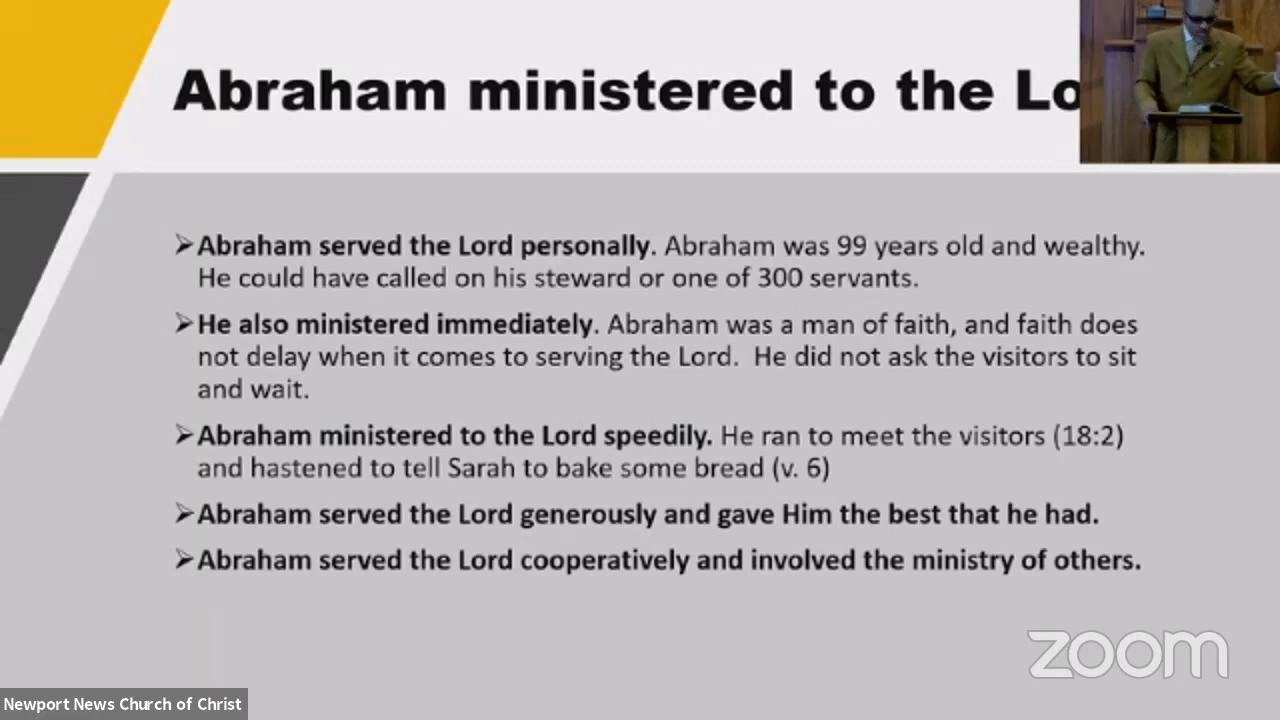 Abraham ministered to the Lo
➢Abraham served the Lord personally. Abraham was 99 years old and wealthy.
He could have called on his steward or one of 300 servants.
➢He also ministered immediately. Abraham was a man of faith, and faith does
not delay when it comes to serving the Lord.  He did not ask the visitors to sit
and wait.
➢Abraham ministered to the Lord speedily. He ran to meet the visitors (18:2)
and hastened to tell Sarah to bake some bread (v. 6)
➢Abraham served the Lord generously and gave Him the best that he had.
➢Abraham served the Lord cooperatively and involved the ministry of others.
zoom
Newport News Church of Christ